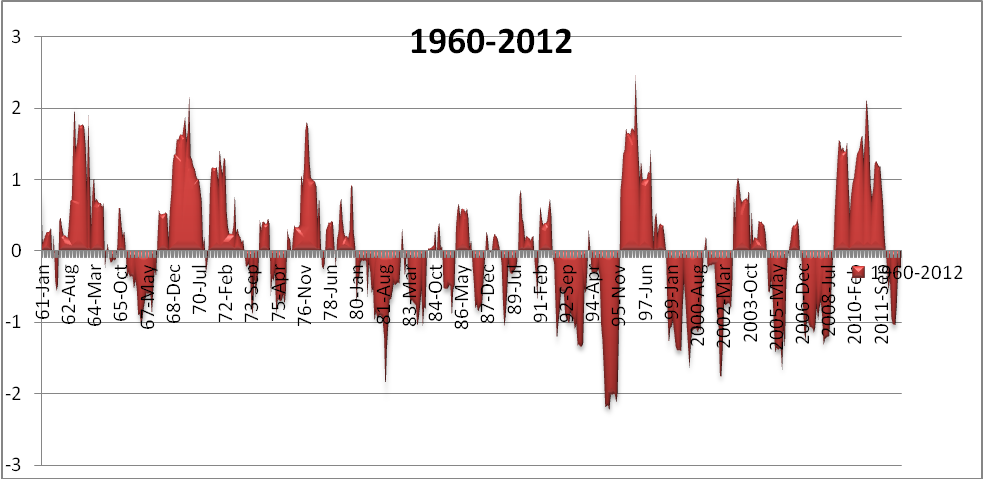 1960-2012
3
2
1
0
-1
-2
-3
61-Jan
62-Aug
64-Mar
65-Oct
67-May
68-Dec
70-Jul
72-Feb
73-Sep
75-Apr
76-Nov
78-Jun
80-Jan
81-Aug
83-Mar
84-Oct
86-May
87-Dec
89-Jul
91-Feb
92-Sep
94-Apr
95-Nov
97-Jun
99-Jan
2000-Aug
2002-Mar
2003-Oct
2005-May
2006-Dec
2008-Jul
2010-Feb
2011-Sep
1960-2012